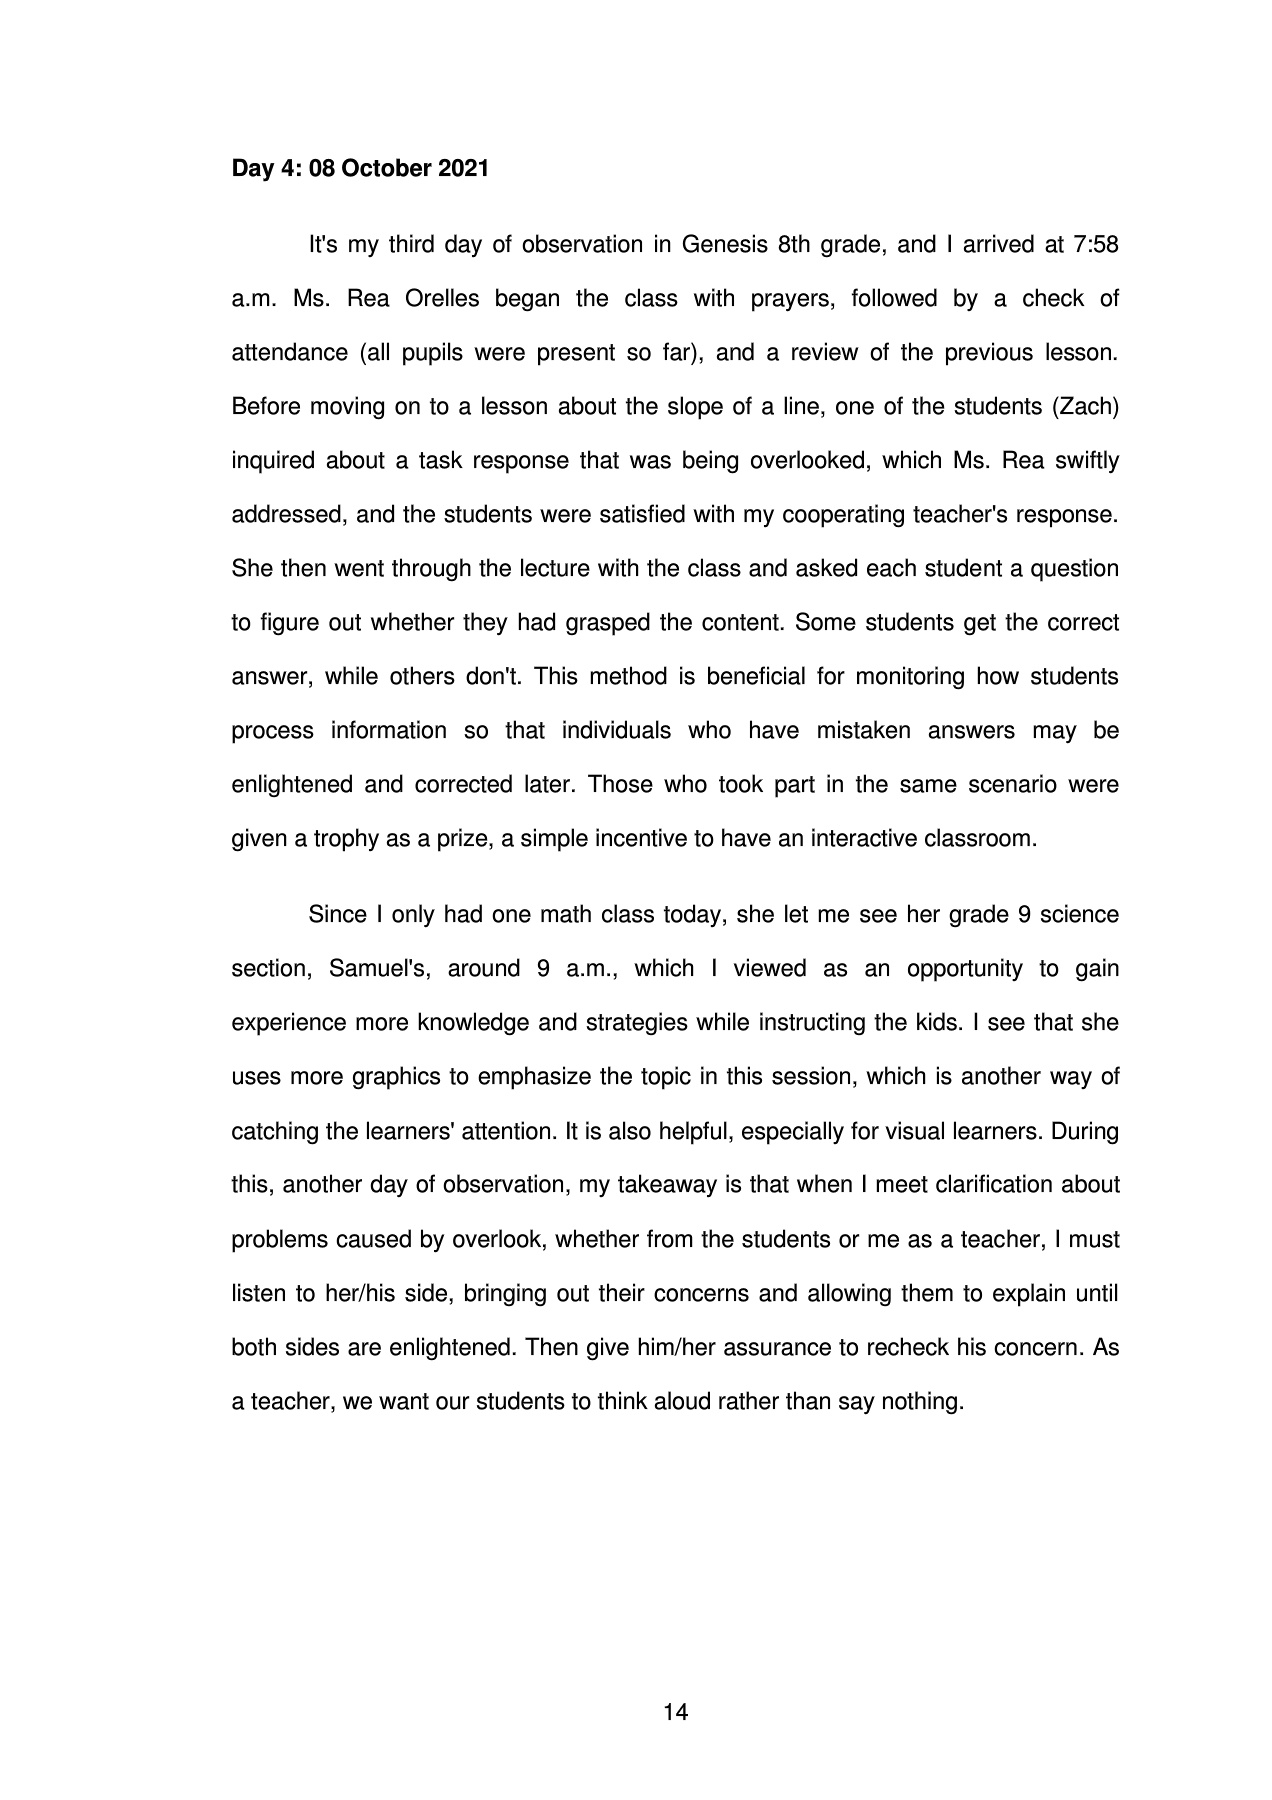 Day 4: 08 October 2021
It's my third day of observation in Genesis 8th grade, and I arrived at 7:58
a.m. Ms. Rea Orelles began the class with prayers, followed by a check of
attendance (all pupils were present so far), and a review of the previous lesson.
Before moving on to a lesson about the slope of a line, one of the students (Zach)
inquired about a task response that was being overlooked, which Ms. Rea swiftly
addressed, and the students were satisfied with my cooperating teacher's response.
She then went through the lecture with the class and asked each student a question
to figure out whether they had grasped the content. Some students get the correct
answer, while others don't. This method is beneficial for monitoring how students
process information so that individuals who have mistaken answers may be
enlightened and corrected later. Those who took part in the same scenario were
given a trophy as a prize, a simple incentive to have an interactive classroom.
Since I only had one math class today, she let me see her grade 9 science
section, Samuel's, around 9 a.m., which I viewed as an opportunity to gain
experience more knowledge and strategies while instructing the kids. I see that she
uses more graphics to emphasize the topic in this session, which is another way of
catching the learners' attention. It is also helpful, especially for visual learners. During
this, another day of observation, my takeaway is that when I meet clarification about
problems caused by overlook, whether from the students or me as a teacher, I must
listen to her/his side, bringing out their concerns and allowing them to explain until
both sides are enlightened. Then give him/her assurance to recheck his concern. As
a teacher, we want our students to think aloud rather than say nothing.
14